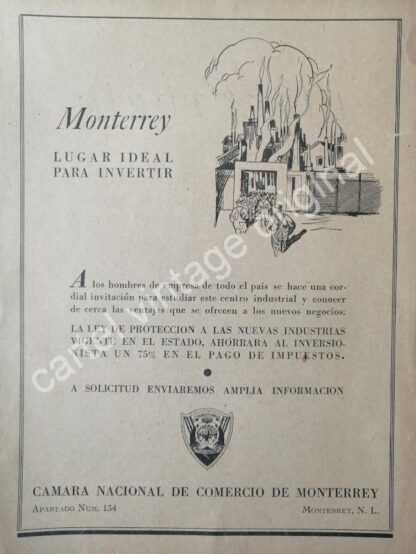 Monterrey
LUGAR IDEAL
PARA INVERTIR
A los hombres de empresa de todo el país se hace una cor-
dial invitación para estudiar este centro industrial y conocer
de cerca las ventajas que se ofrecen a los nuevos negocios.
LA LEY DE PROTECCION A LAS NUEVAS INDUSTRIAS
VIGENTE EN EL ESTADO, AHORRARA AL INVERSIO-
NISTA UN 75% EN EL PAGO DE IMPUESTOS.
A SOLICITUD ENVIAREMOS AMPLIA INFORMACION
CAMARA NACIONAL DE COMERCIO DE MONTERREY
APARTADO NUM. 154 MONTERREY, N. L.
vintage original